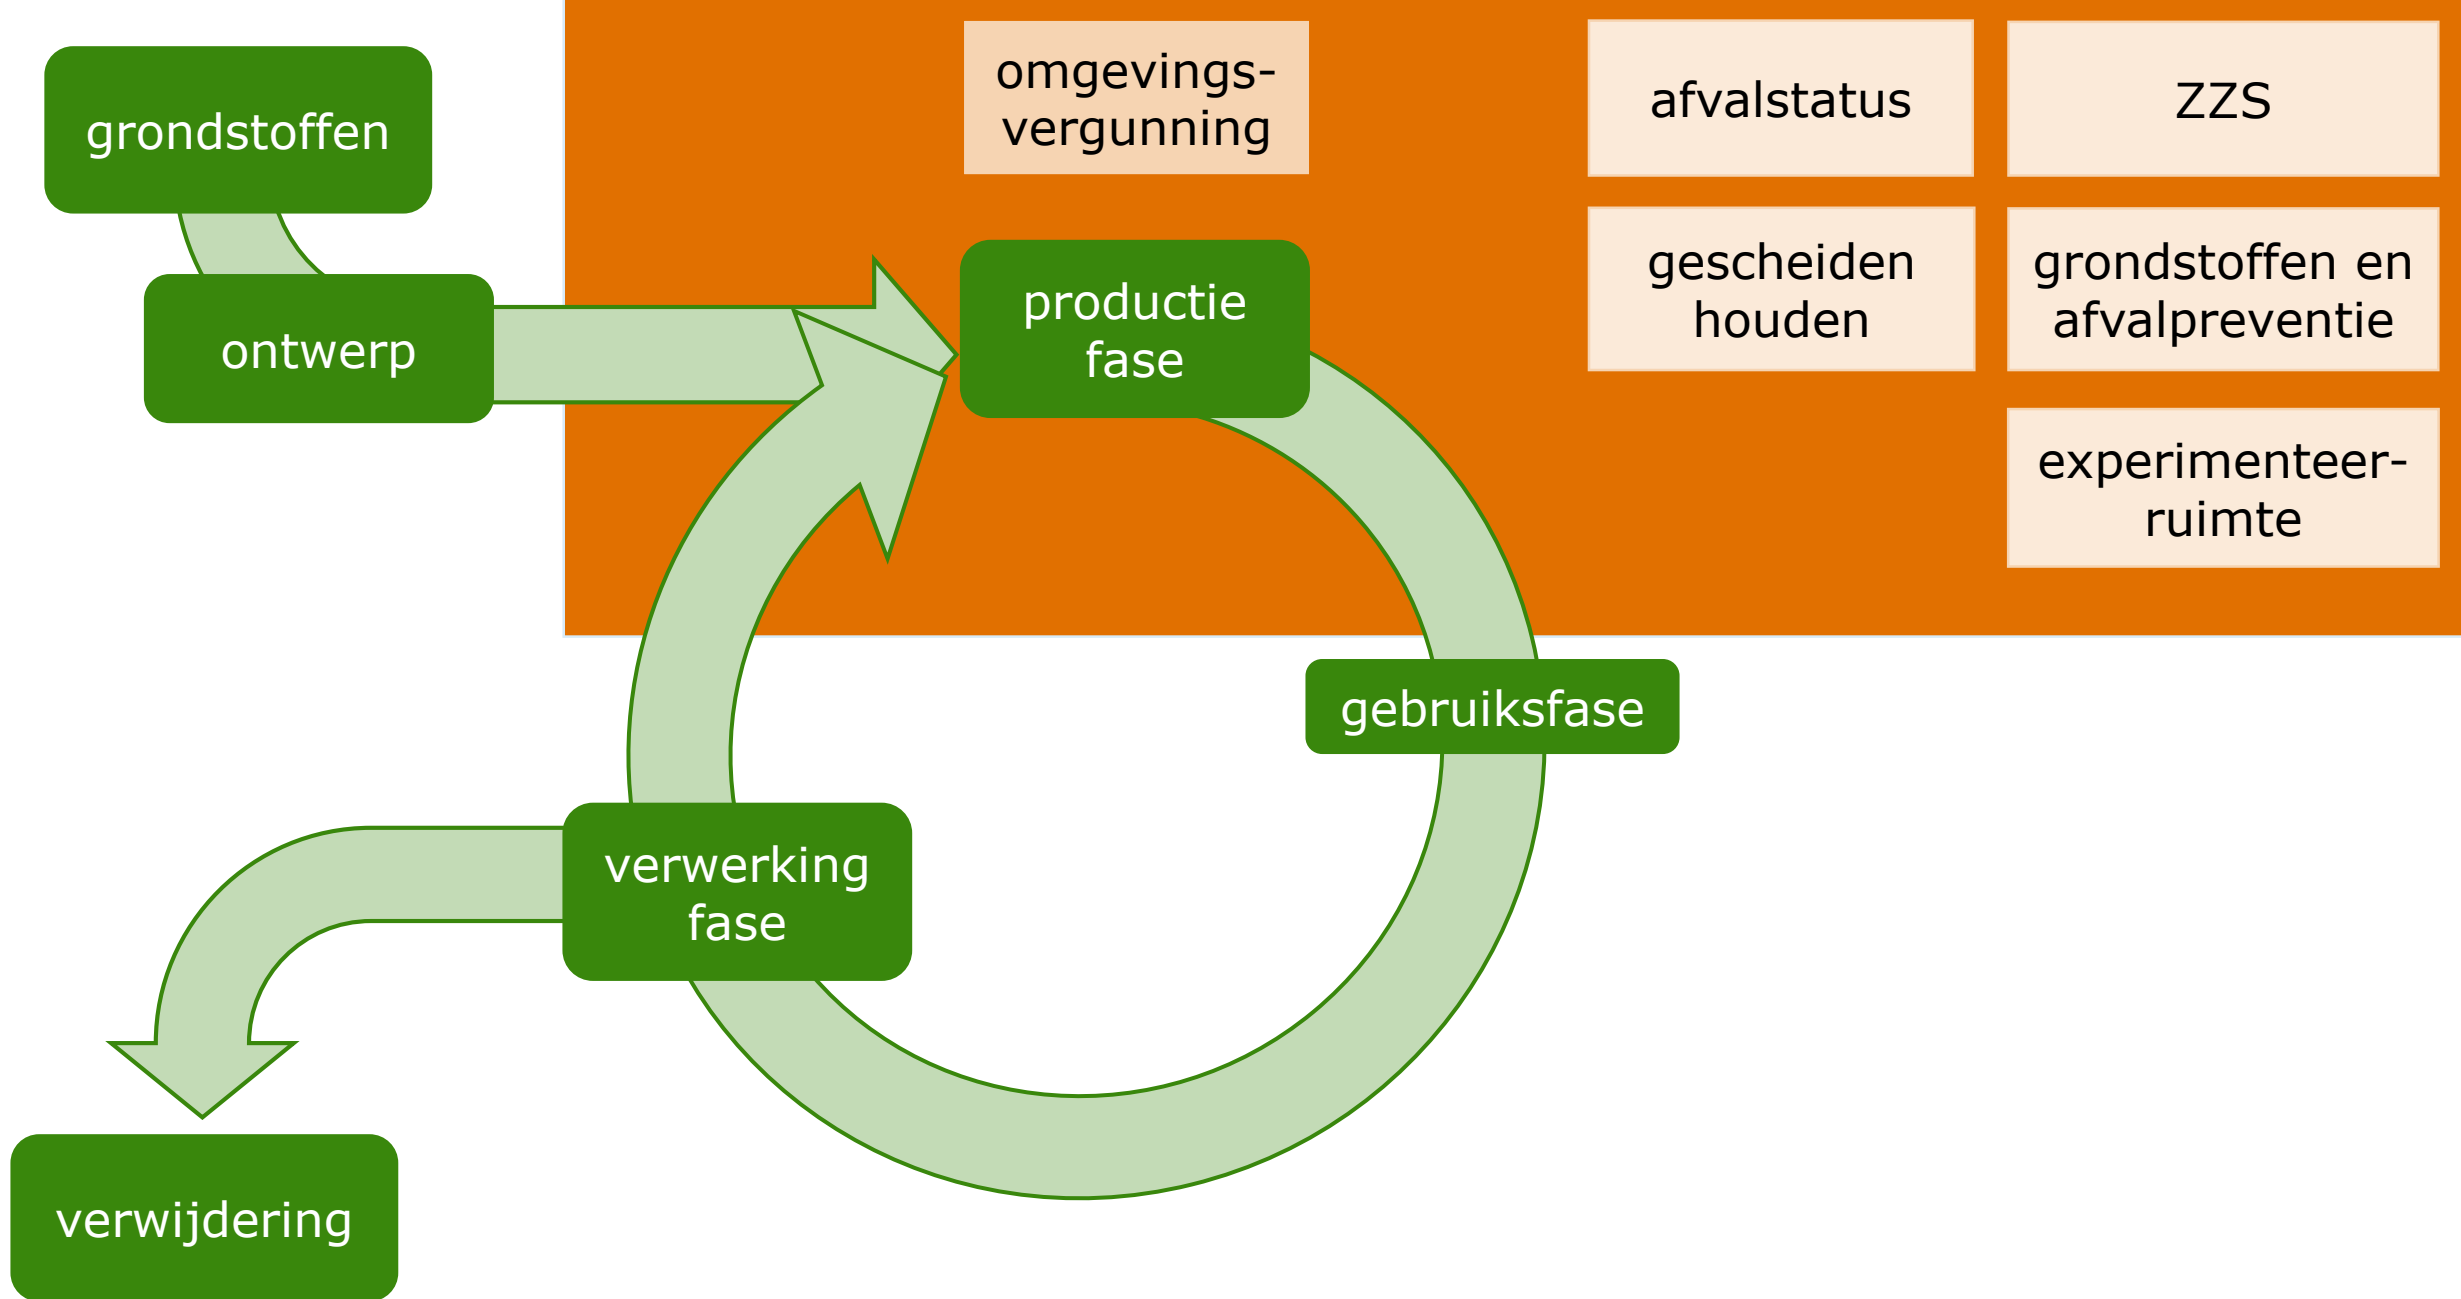 grondstoffen
ontwerp
omgevings-
vergunning
productie
fase
afvalstatus
ZZS
gescheiden
houden
grondstoffen en
afvalpreventie
experimenteer-
ruimte
gebruiksfase
verwerking
fase
verwijdering